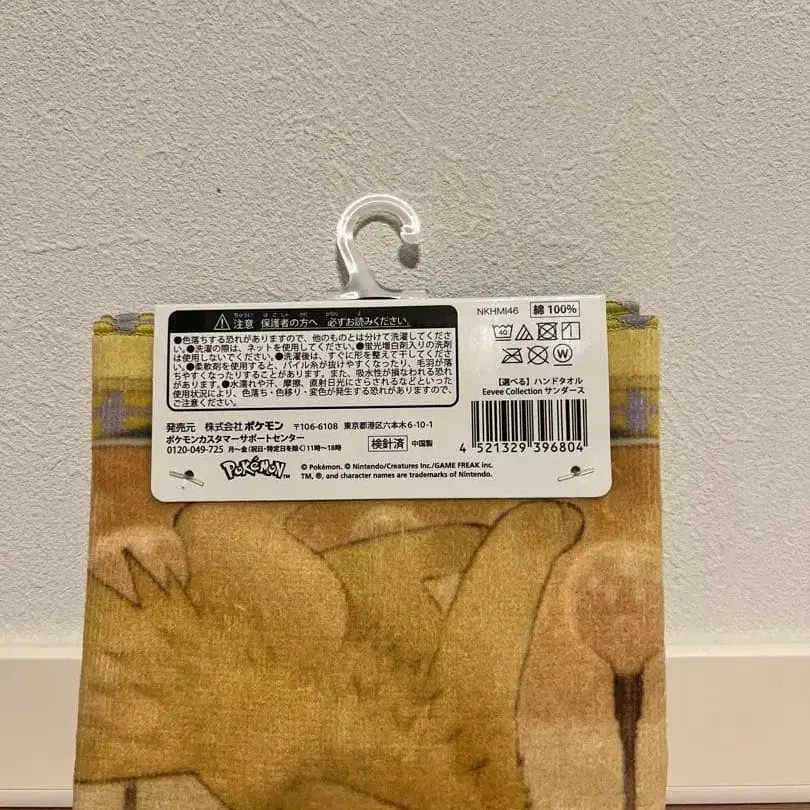 注意 保護者の方へ 必ずお読みください
●色落ちする恐れがありますので、他のものとは分けて洗濯してくださ
い。●洗濯の際は、ネットを使用してください。●蛍光増白剤入りの洗剤
は使用しないでください。●洗濯後は、すぐに形を整えて干してください。
●柔軟剤を使用すると、パイル糸が抜けやすくなったり、毛羽が落
ちやすくなったりすることがあります。また、吸水性が損なわれる恐れ
があります。●水濡れや汗、摩擦、直射日光にさらされるなどといった
使用状況により、色落ち・色移り・変色が発生する恐れがありますので、
ご注意ください。
発売元 株式会社ポケモン 〒106-6108 東京都港区六本木6-10-1
ポケモンカスタマーサポートセンター
0120-049-725 月～金(祝日・特定日を除く)11時～18時
検針済 中国製
POKéMON™
© Pokémon. © Nintendo/Creatures Inc./GAME FREAK inc.
TM, ®, and character names are trademarks of Nintendo.
NKHMI46 綿 100%
40
W
【選べる】ハンドタオル
Eevee Collection サンダース
4 521329 396804